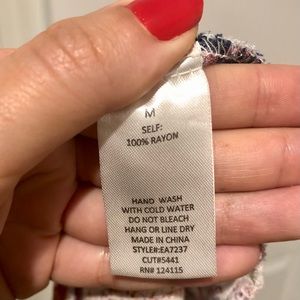 M
SELF:
100% RAYON
HAND WASH
WITH COLD WATER
DO NOT BLEACH
HANG OR LINE DRY
MADE IN CHINA
STYLE#:EA7237
CUT#5441
RN# 124115